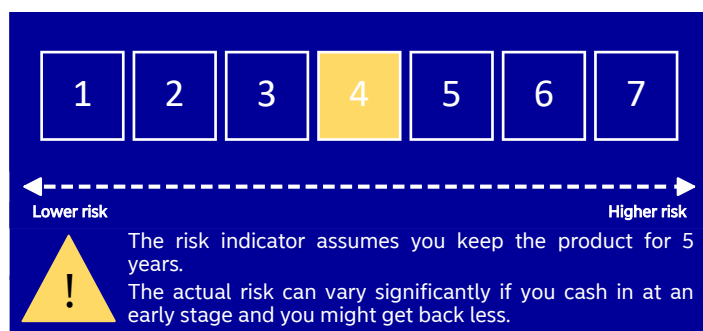 1 2 3 4 5 6 7
Lower risk Higher risk
The risk indicator assumes you keep the product for 5
years.
The actual risk can vary significantly if you cash in at an
early stage and you might get back less.
!